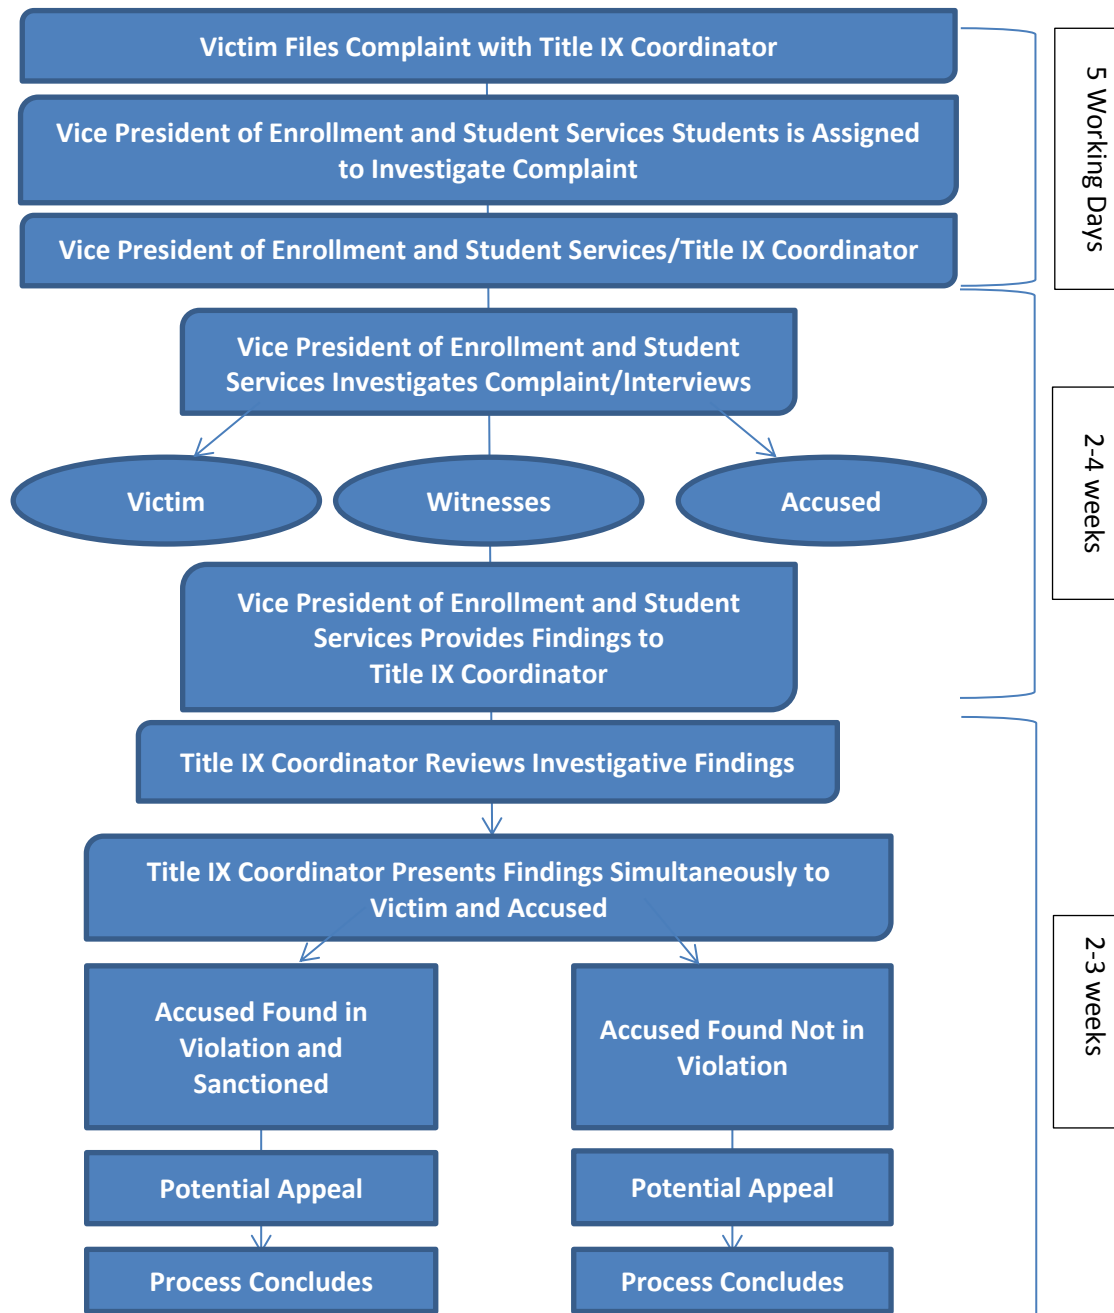 Victim Files Complaint with Title IX Coordinator
Vice President of Enrollment and Student Services Students is Assigned
to Investigate Complaint
Vice President of Enrollment and Student Services/Title IX Coordinator
5 Working Days
Vice President of Enrollment and Student
Services Investigates Complaint/Interviews
Victim
Witnesses
Accused
Vice President of Enrollment and Student
Services Provides Findings to
Title IX Coordinator
2-4 weeks
Title IX Coordinator Reviews Investigative Findings
Title IX Coordinator Presents Findings Simultaneously to
Victim and Accused
Accused Found in
Violation and
Sanctioned
Accused Found Not in
Violation
Potential Appeal
Potential Appeal
Process Concludes
Process Concludes
2-3 weeks